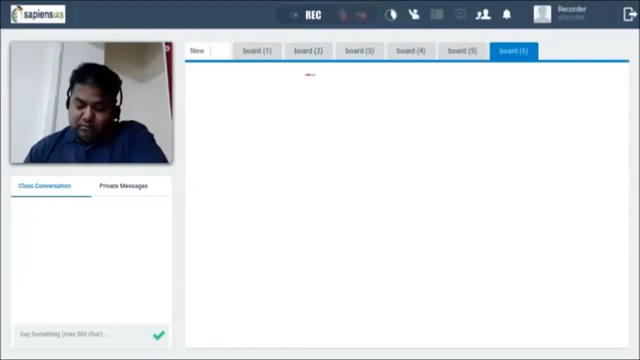 sapiensIAS
REC
Recorder
attendee
New
board (1)
board (2)
board (3)
board (4)
board (5)
board (6)
Class Conversation
Private Messages
Say Something (max 500 char)...